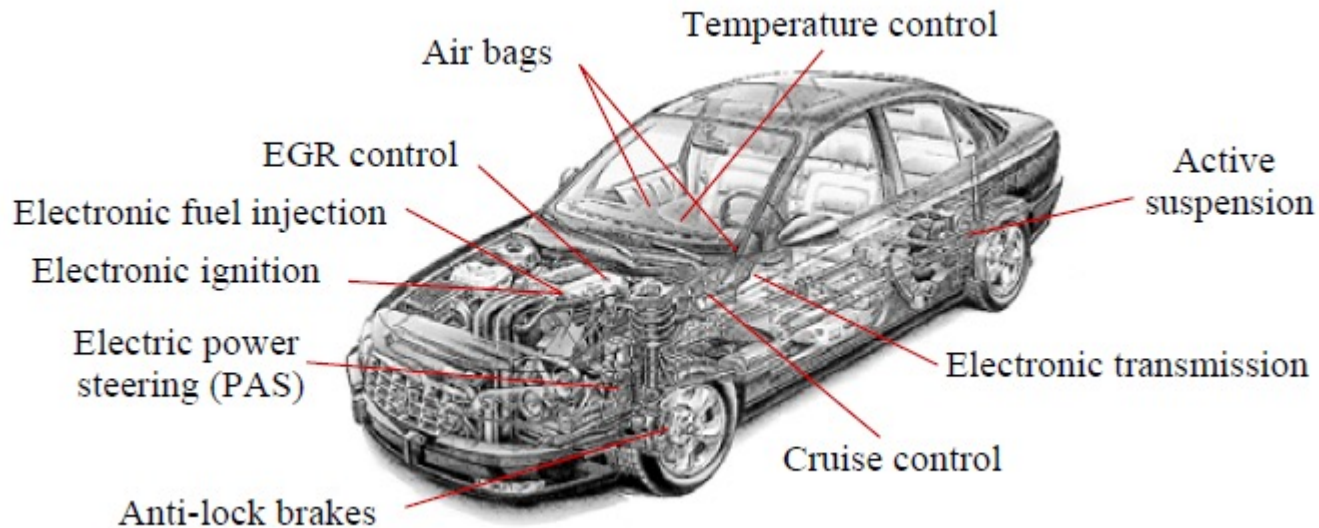 Temperature control
Air bags
EGR control
Active
suspension
Electronic fuel injection
Electronic ignition
Electric power
steering (PAS)
Electronic transmission
Cruise control
Anti-lock brakes